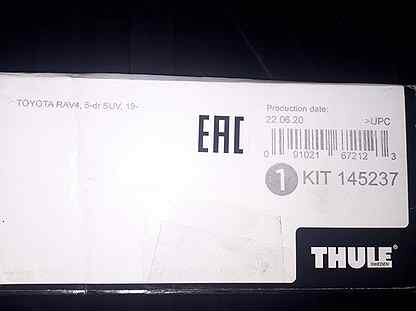 TOYOTA RAV4, 5-dr SUV, 19-
EAC
Production date:
22.06.20 >UPC
0 91021 67212 3
1 KIT 145237
THULE®
SWEDEN